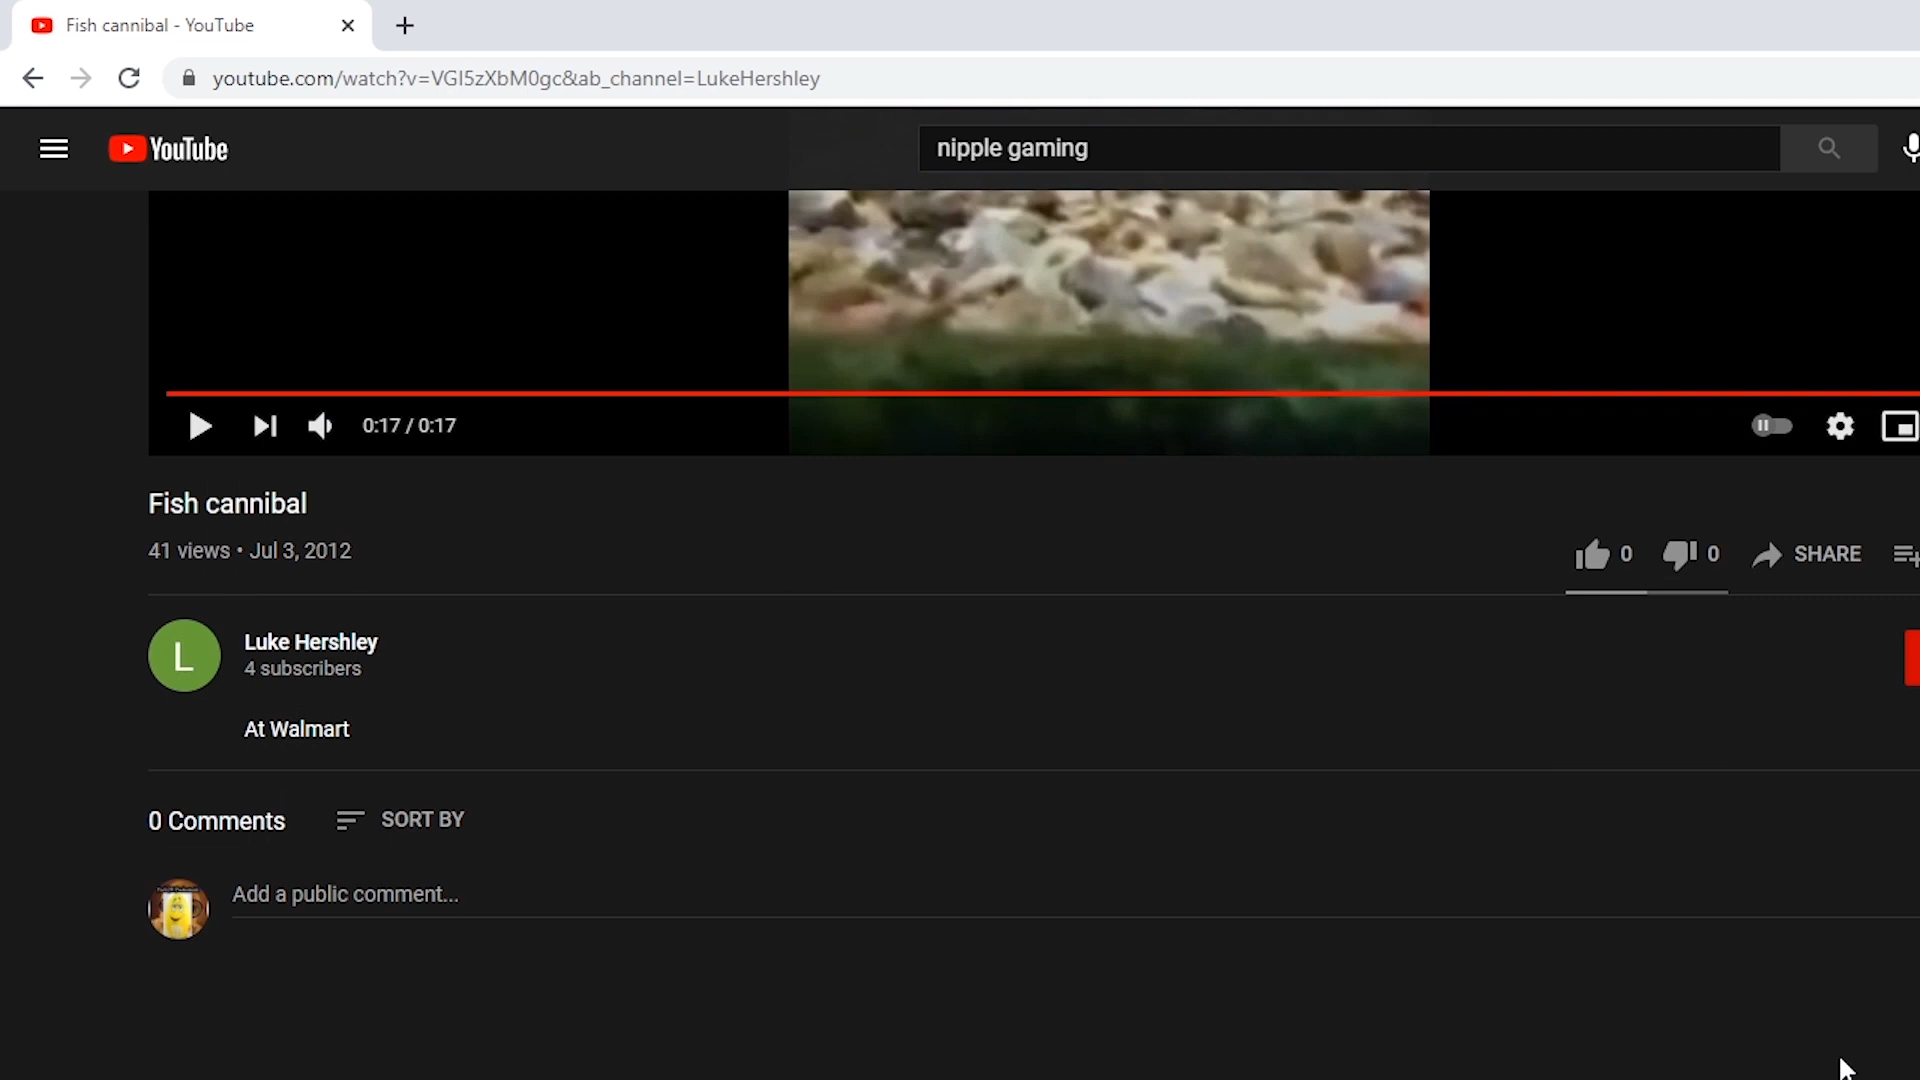 Fish cannibal - YouTube
youtube.com/watch?v=VGI5zXbM0gc&ab_channel=LukeHershley
YouTube
nipple gaming
0:17 / 0:17
Fish cannibal
41 views • Jul 3, 2012
0
0
SHARE
L
Luke Hershley
4 subscribers
At Walmart
0 Comments
SORT BY
Add a public comment...